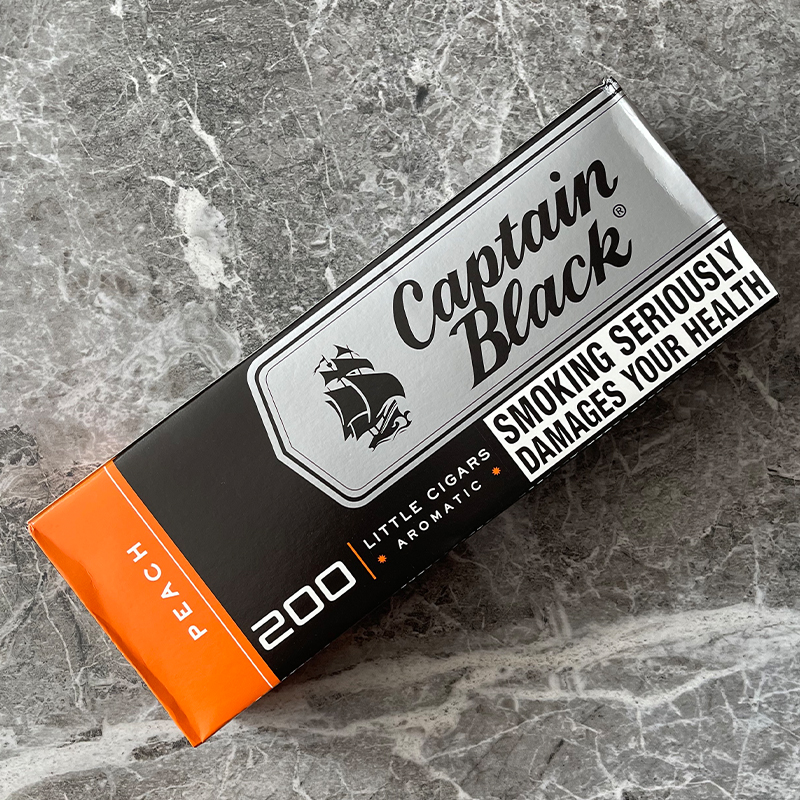 Captain
Black®
SMOKING SERIOUSLY
DAMAGES YOUR HEALTH
200
LITTLE CIGARS
AROMATIC
PEACH